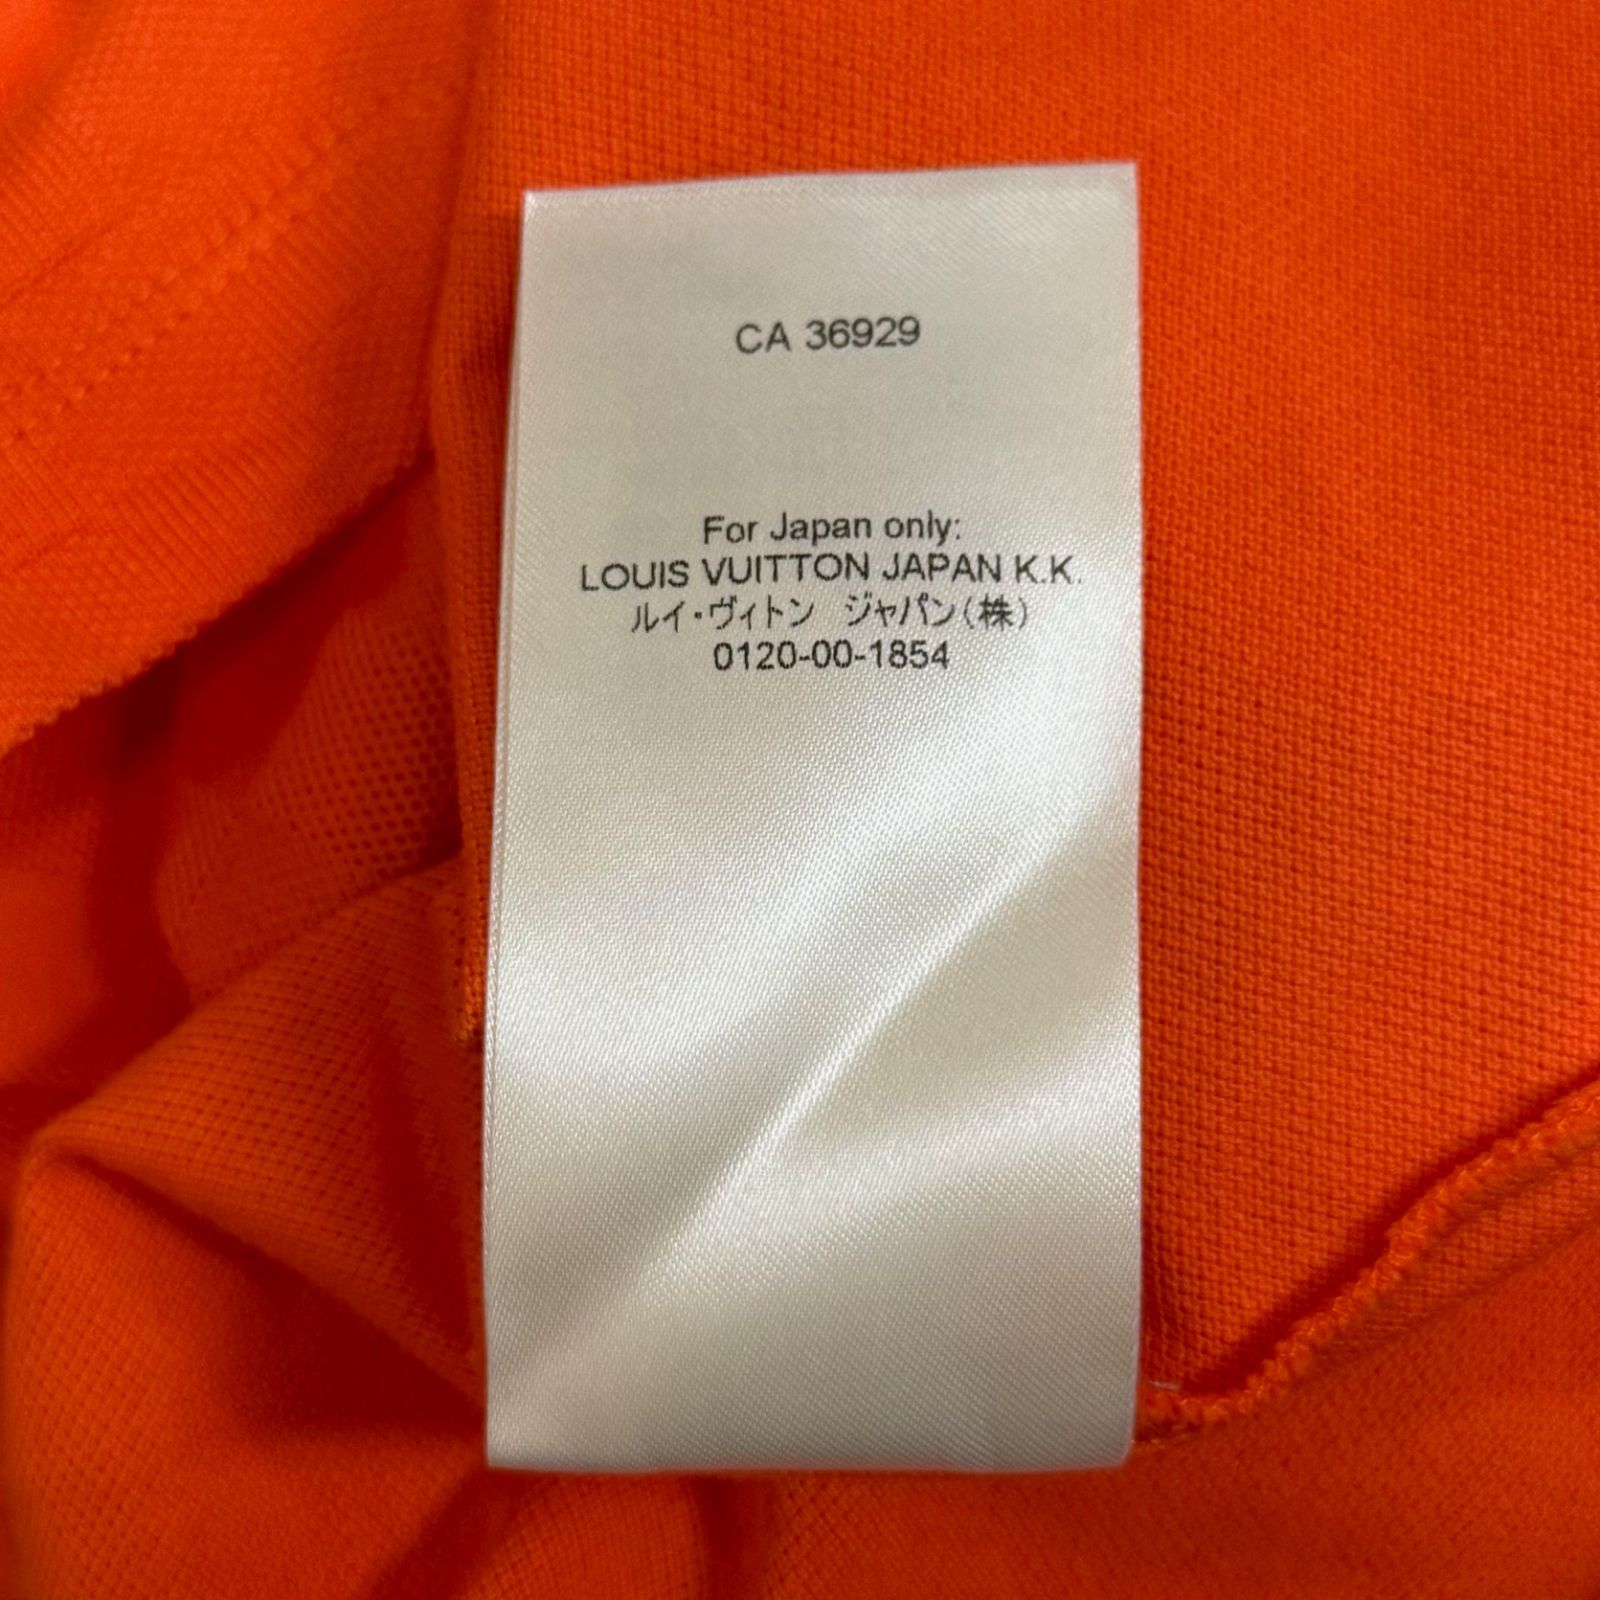 CA 36929
For Japan only:
LOUIS VUITTON JAPAN K.K.
ルイ・ヴィトン　ジャパン(株)
0120-00-1854